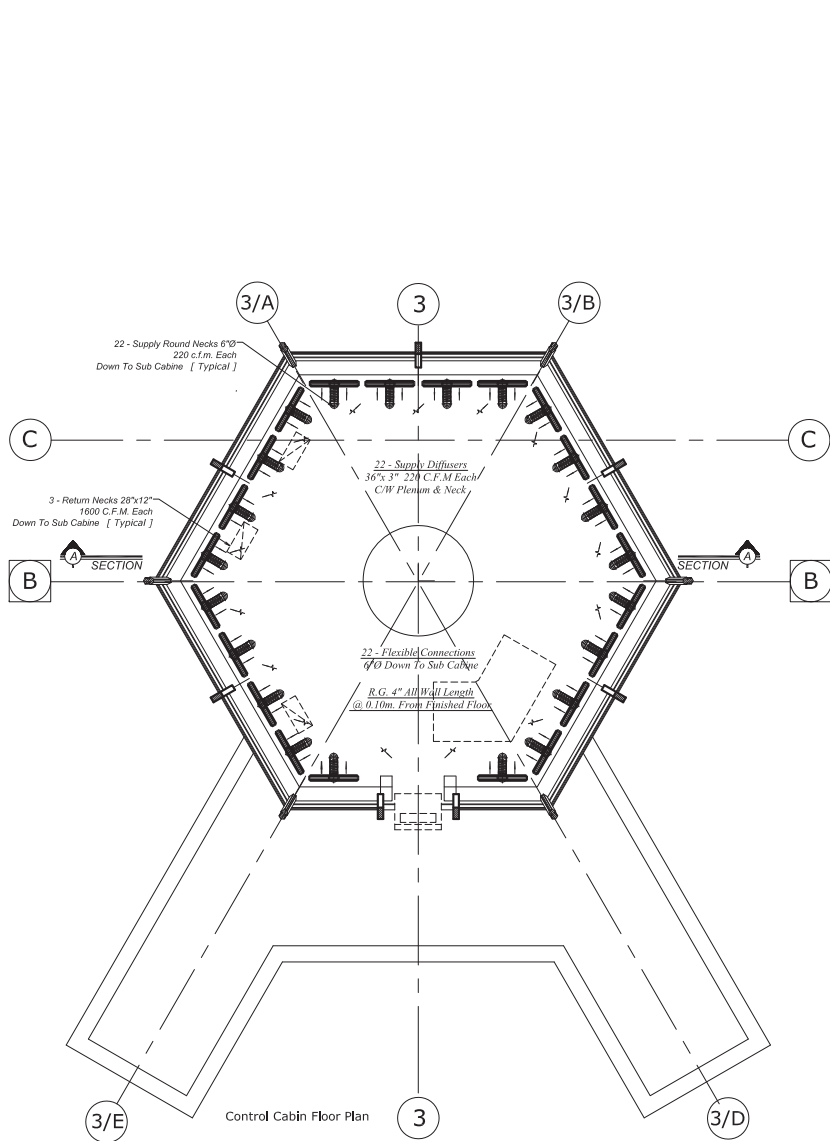 3/A
3
3/B
22 - Supply Round Necks 6"Ø
220 c.f.m. Each
Down To Sub Cabine [ Typical ]
C
C
22 - Supply Diffusers
36"x 3" 220 C.F.M Each
C/W Plenum & Neck
3 - Return Necks 28"x12"
1600 C.F.M. Each
Down To Sub Cabine [ Typical ]
A
SECTION
SECTION
A
B
B
22 - Flexible Connections
6"Ø Down To Sub Cabine
R.G. 4" All Wall Length
@ 0.10m. From Finished Floor
3/E
Control Cabin Floor Plan
3
3/D